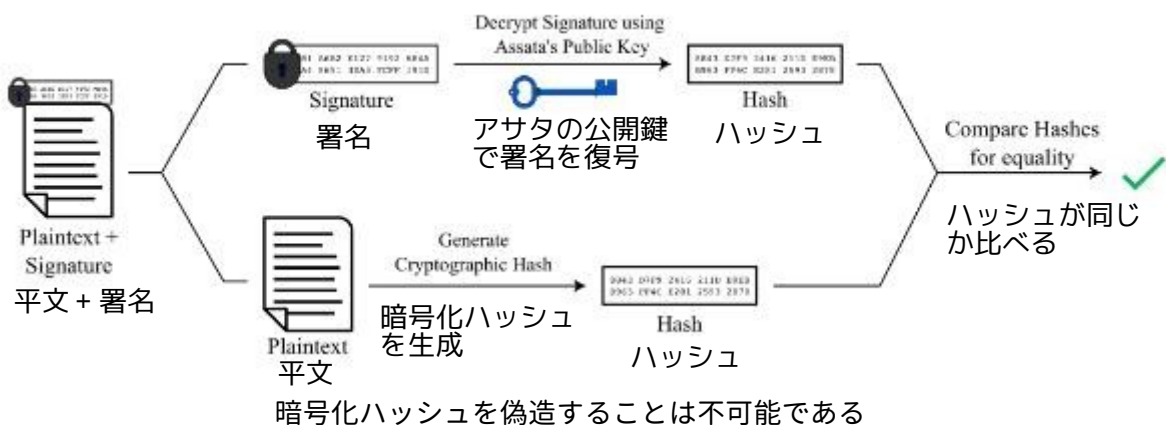 Decrypt Signature using
Assata's Public Key
Signature
署名
アサタの公開鍵
で署名を復号
Hash
ハッシュ
Compare Hashes
for equality
ハッシュが同じ
か比べる
Plaintext +
Signature
平文 + 署名
Generate
Cryptographic Hash
暗号化ハッシュ
を生成
Plaintext
平文
Hash
ハッシュ
暗号化ハッシュを偽造することは不可能である